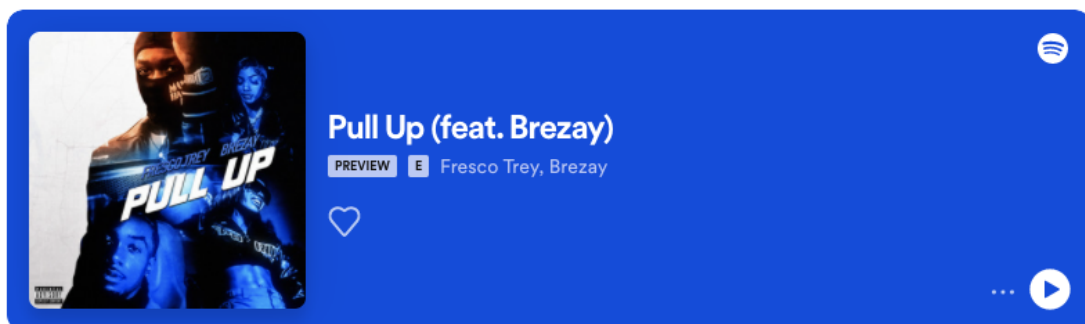 Pull Up (feat. Brezay)
PREVIEW E Fresco Trey, Brezay
FRESCO TREY BREZAY
PULL UP